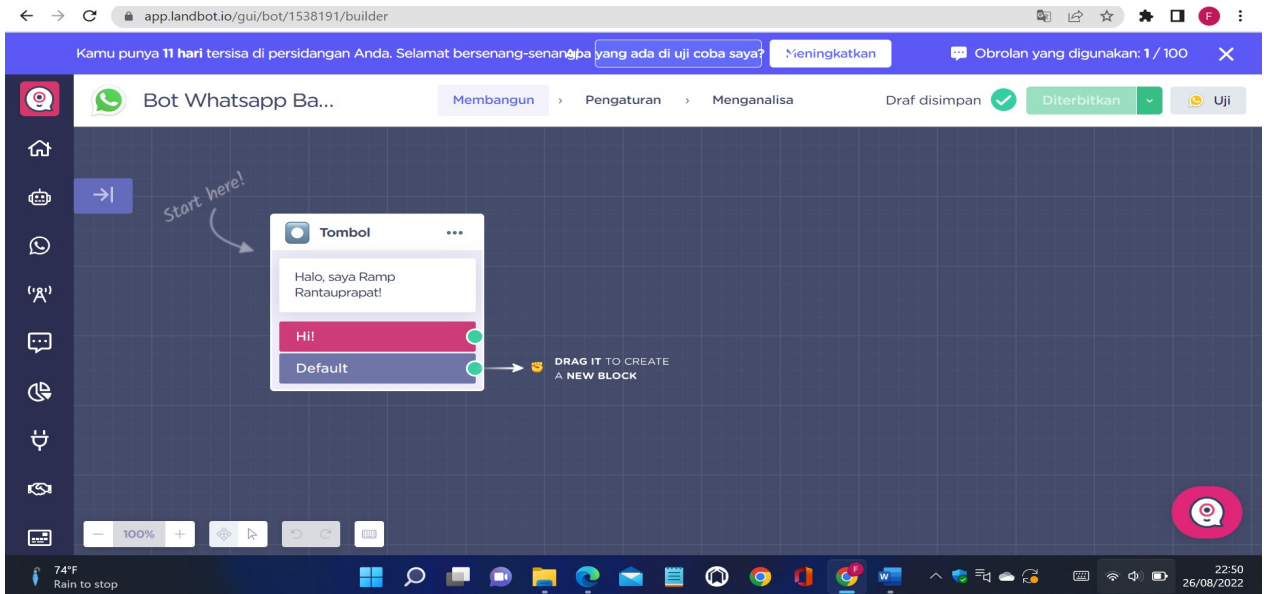 app.landbot.io/gui/bot/1538191/builder
F
Kamu punya 11 hari tersisa di persidangan Anda. Selamat bersenang-senang
Apa yang ada di uji coba saya?
Meningkatkan
Obrolan yang digunakan: 1 / 100
Bot Whatsapp Ba...
Membangun
Pengaturan
Menganalisa
Draf disimpan
Diterbitkan
Uji
Start here!
Tombol
Halo, saya Ramp
Rantauprapat!
Hi!
Default
DRAG IT TO CREATE
A NEW BLOCK
100%
74°F
Rain to stop
22:50
26/08/2022